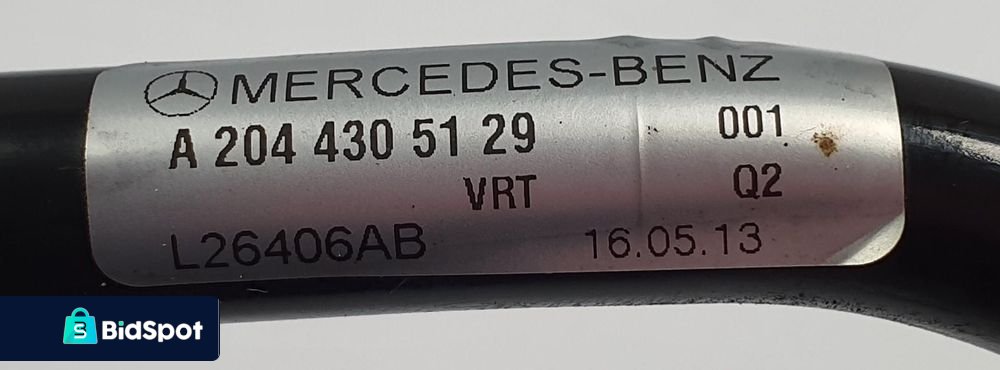 MERCEDES-BENZ
A 204 430 51 29 001
VRT Q2
L26406AB 16.05.13
BidSpot